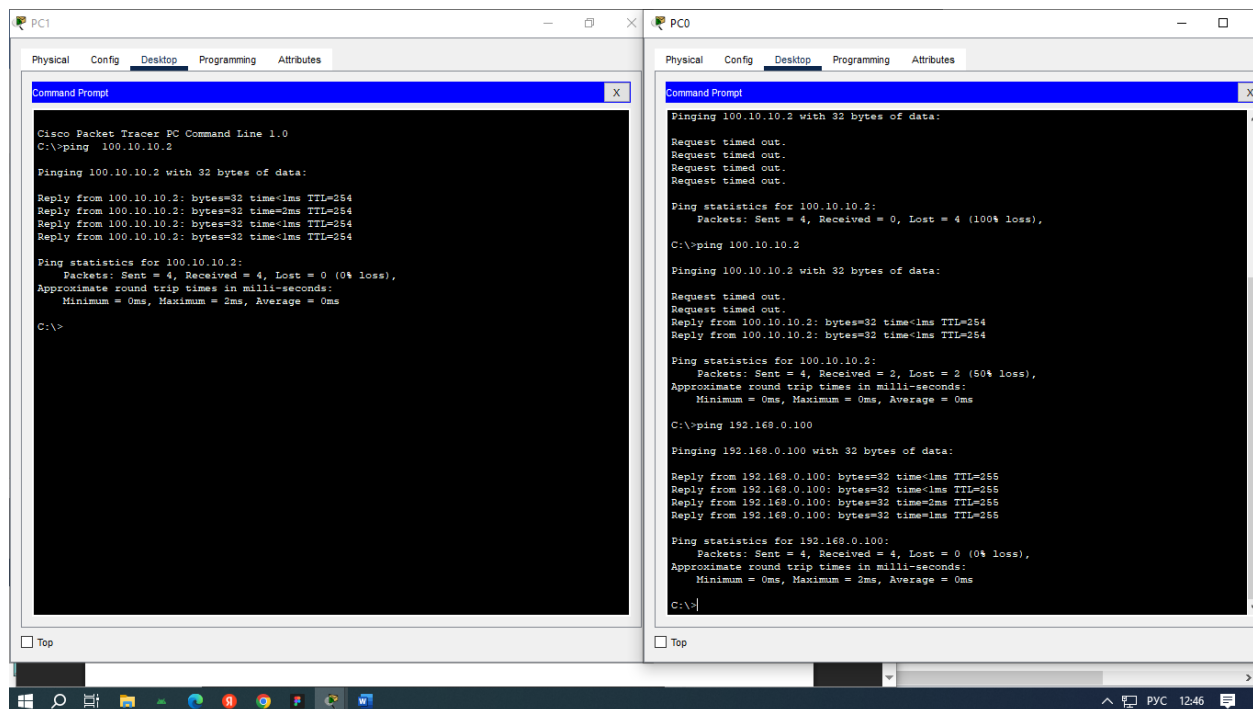 PC1
Physical Config Desktop Programming Attributes
Command Prompt X
Cisco Packet Tracer PC Command Line 1.0
C:\>ping  100.10.10.2
Pinging 100.10.10.2 with 32 bytes of data:
Reply from 100.10.10.2: bytes=32 time<1ms TTL=254
Reply from 100.10.10.2: bytes=32 time=2ms TTL=254
Reply from 100.10.10.2: bytes=32 time<1ms TTL=254
Reply from 100.10.10.2: bytes=32 time<1ms TTL=254
Ping statistics for 100.10.10.2:
Packets: Sent = 4, Received = 4, Lost = 0 (0% loss),
Approximate round trip times in milli-seconds:
Minimum = 0ms, Maximum = 2ms, Average = 0ms
C:\>
Top
PC0
Physical Config Desktop Programming Attributes
Command Prompt X
Pinging 100.10.10.2 with 32 bytes of data:
Request timed out.
Request timed out.
Request timed out.
Request timed out.
Ping statistics for 100.10.10.2:
Packets: Sent = 4, Received = 0, Lost = 4 (100% loss),
C:\>ping 100.10.10.2
Pinging 100.10.10.2 with 32 bytes of data:
Request timed out.
Request timed out.
Reply from 100.10.10.2: bytes=32 time<1ms TTL=254
Reply from 100.10.10.2: bytes=32 time<1ms TTL=254
Ping statistics for 100.10.10.2:
Packets: Sent = 4, Received = 2, Lost = 2 (50% loss),
Approximate round trip times in milli-seconds:
Minimum = 0ms, Maximum = 0ms, Average = 0ms
C:\>ping 192.168.0.100
Pinging 192.168.0.100 with 32 bytes of data:
Reply from 192.168.0.100: bytes=32 time<1ms TTL=255
Reply from 192.168.0.100: bytes=32 time<1ms TTL=255
Reply from 192.168.0.100: bytes=32 time=2ms TTL=255
Reply from 192.168.0.100: bytes=32 time=1ms TTL=255
Ping statistics for 192.168.0.100:
Packets: Sent = 4, Received = 4, Lost = 0 (0% loss),
Approximate round trip times in milli-seconds:
Minimum = 0ms, Maximum = 2ms, Average = 0ms
C:\>
Top
РУС 12:46